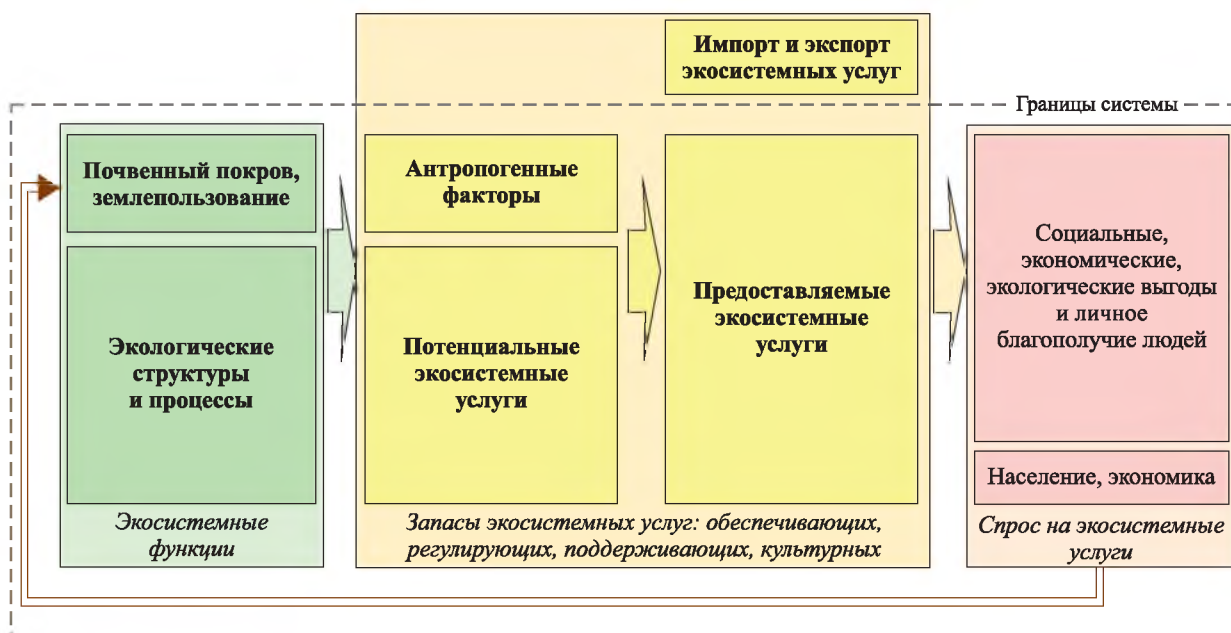 Импорт и экспорт
экосистемных услуг
Границы системы
Почвенный покров,
землепользование
Экологические
структуры
и процессы
Экосистемные
функции
Антропогенные
факторы
Потенциальные
экосистемные
услуги
Предоставляемые
экосистемные
услуги
Запасы экосистемных услуг: обеспечивающих,
регулирующих, поддерживающих, культурных
Социальные,
экономические,
экологические выгоды
и личное
благополучие людей
Население, экономика
Спрос на экосистемные
услуги